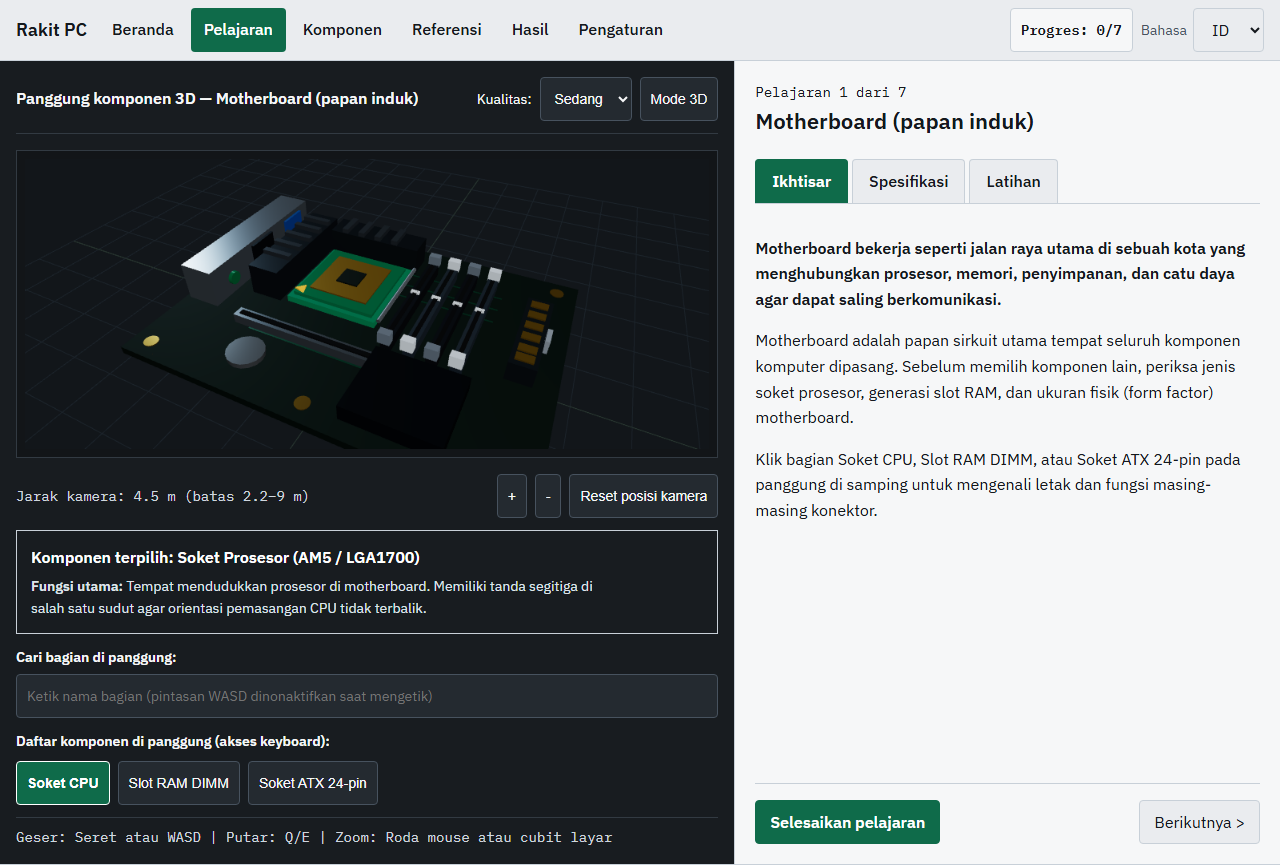 Rakit PC Beranda Pelajaran Komponen Referensi Hasil Pengaturan Progres: 0/7 Bahasa ID
Panggung komponen 3D — Motherboard (papan induk) Kualitas: Sedang Mode 3D
Jarak kamera: 4.5 m (batas 2.2–9 m) + - Reset posisi kamera
Komponen terpilih: Soket Prosesor (AM5 / LGA1700)
Fungsi utama: Tempat mendudukkan prosesor di motherboard. Memiliki tanda segitiga di
salah satu sudut agar orientasi pemasangan CPU tidak terbalik.
Cari bagian di panggung:
Ketik nama bagian (pintasan WASD dinonaktifkan saat mengetik)
Daftar komponen di panggung (akses keyboard):
Soket CPU Slot RAM DIMM Soket ATX 24-pin
Geser: Seret atau WASD | Putar: Q/E | Zoom: Roda mouse atau cubit layar
Pelajaran 1 dari 7
Motherboard (papan induk)
Ikhtisar Spesifikasi Latihan
Motherboard bekerja seperti jalan raya utama di sebuah kota yang
menghubungkan prosesor, memori, penyimpanan, dan catu daya
agar dapat saling berkomunikasi.
Motherboard adalah papan sirkuit utama tempat seluruh komponen
komputer dipasang. Sebelum memilih komponen lain, periksa jenis
soket prosesor, generasi slot RAM, dan ukuran fisik (form factor)
motherboard.
Klik bagian Soket CPU, Slot RAM DIMM, atau Soket ATX 24-pin pada
panggung di samping untuk mengenali letak dan fungsi masing-
masing konektor.
Selesaikan pelajaran Berikutnya >